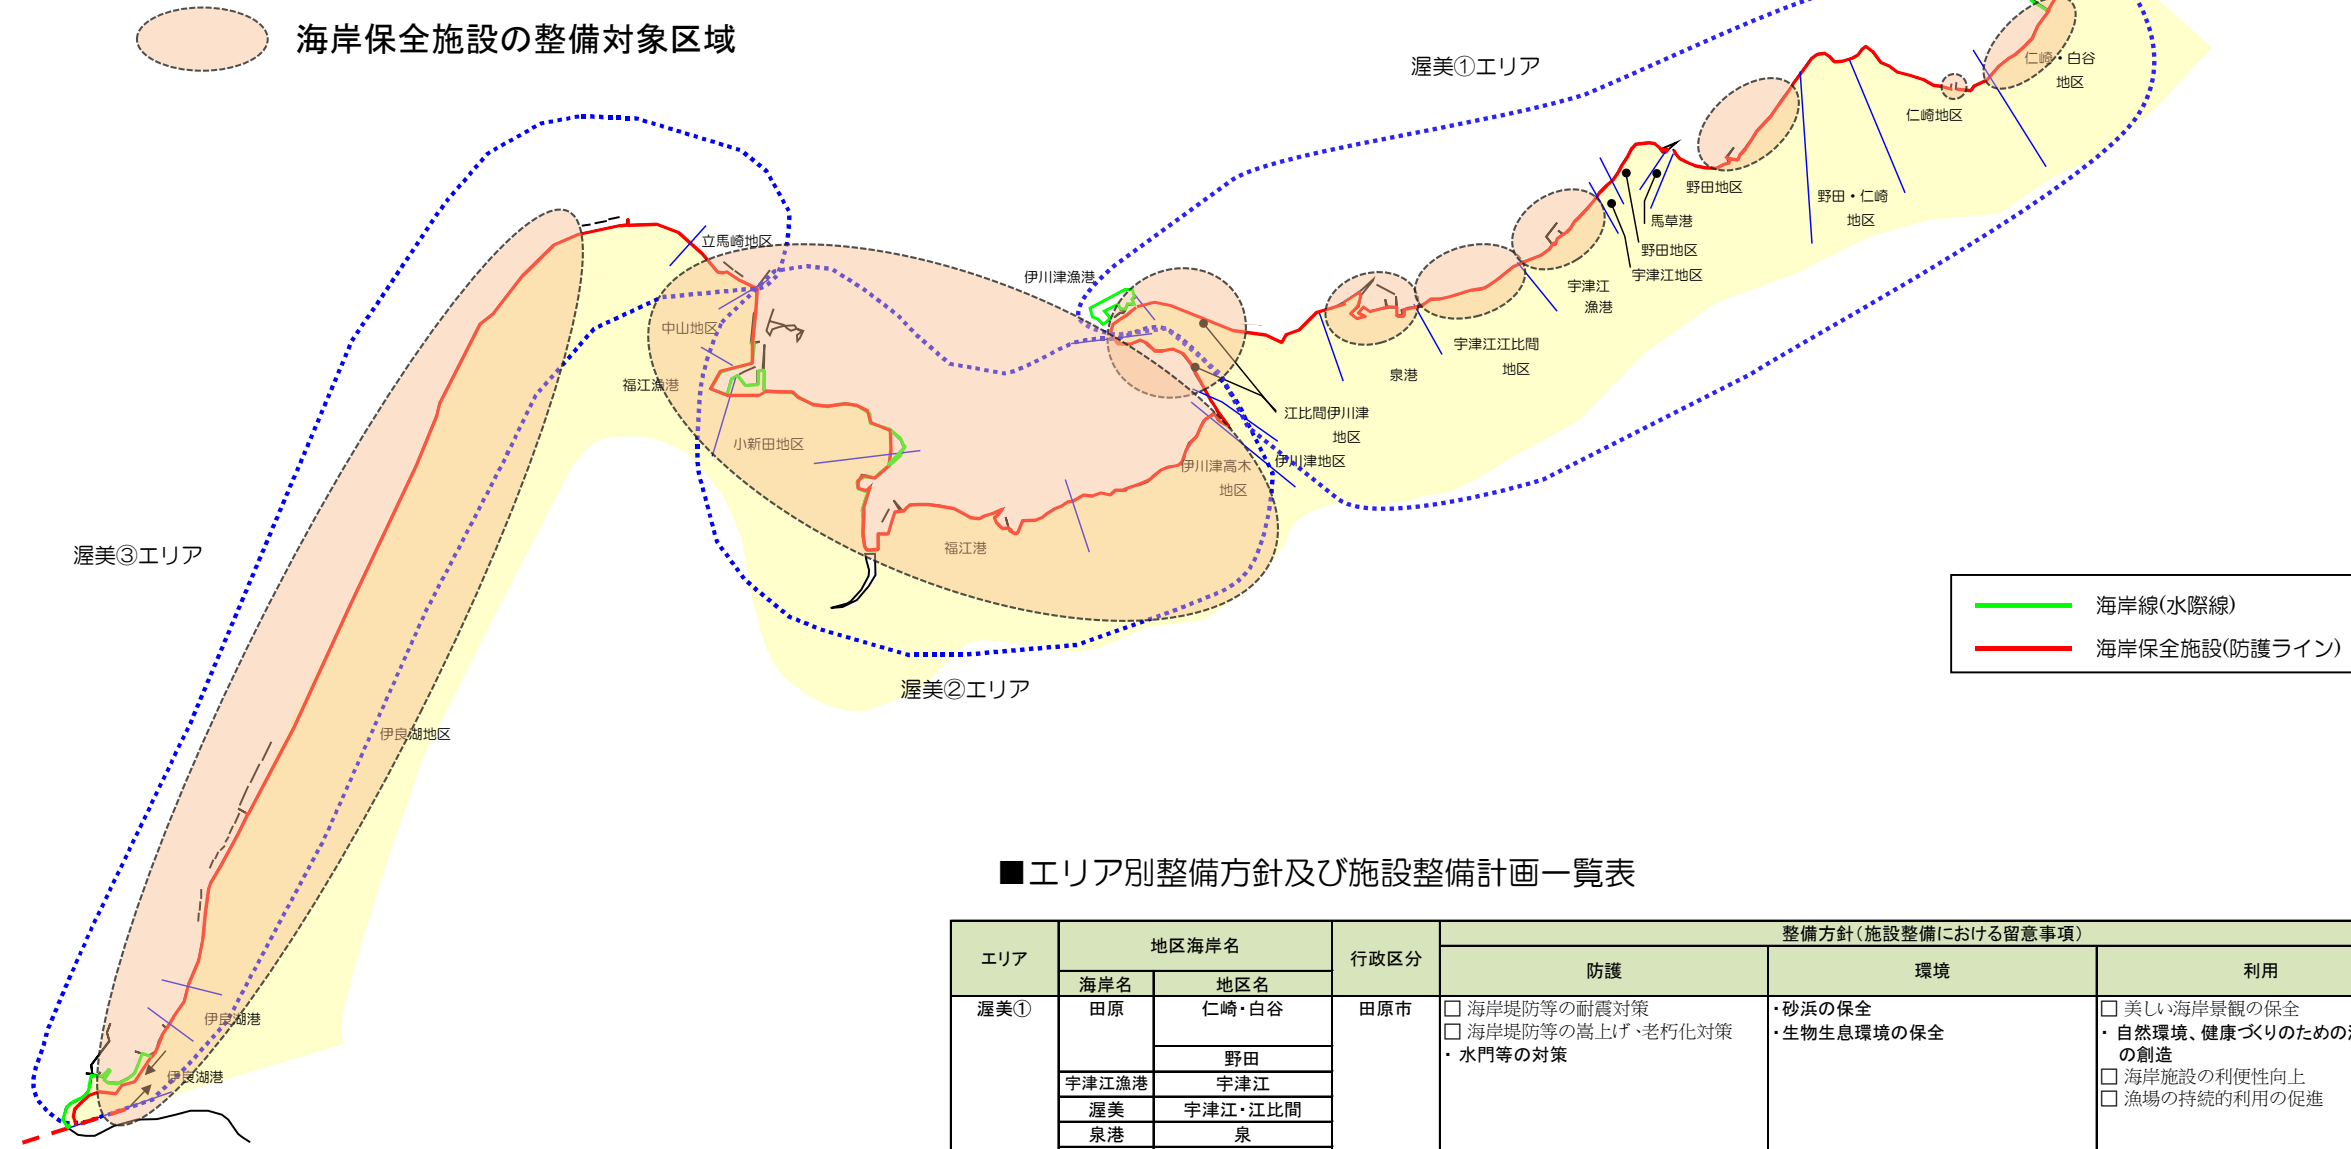 海岸保全施設の整備対象区域
渥美①エリア
仁崎・白谷
地区
仁崎地区
野田・仁崎
地区
野田地区
馬草港
野田地区
宇津江地区
宇津江
漁港
宇津江江比間
地区
泉港
伊川津漁港
江比間伊川津
地区
伊川津地区
伊川津高木
地区
立馬崎地区
中山地区
福江漁港
小新田地区
福江港
渥美②エリア
渥美③エリア
伊良湖地区
伊良湖港
伊良湖港
海岸線(水際線)
海岸保全施設(防護ライン)
■エリア別整備方針及び施設整備計画一覧表
エリア 地区海岸名 行政区分 整備方針(施設整備における留意事項)
海岸名 地区名 防護 環境 利用
渥美① 田原 仁崎・白谷 田原市 □ 海岸堤防等の耐震対策 ・砂浜の保全 □ 美しい海岸景観の保全
□ 海岸堤防等の嵩上げ、老朽化対策 ・生物生息環境の保全 ・ 自然環境、健康づくりのための
・ 水門等の対策 の創造
野田
□ 海岸施設の利便性向上
宇津江漁港 宇津江
□ 漁場の持続的利用の促進
渥美 宇津江・江比間
泉港 泉